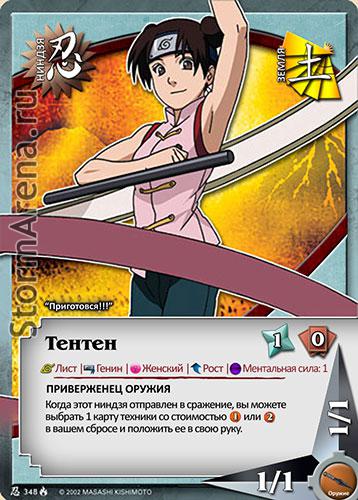 НИНДЗЯ
忍
ЗЕМЛЯ
土
StormArena.ru
"Приготовся!!!"
Тентен
1 0
Лист | Генин | Женский | Рост | Ментальная сила: 1
ПРИВЕРЖЕНЕЦ ОРУЖИЯ
Когда этот ниндзя отправлен в сражение, вы можете
выбрать 1 карту техники со стоимостью 1 или 2
в вашем сбросе и положить ее в свою руку.
1/1
348 © 2002 MASASHI KISHIMOTO
1/1
Оружие